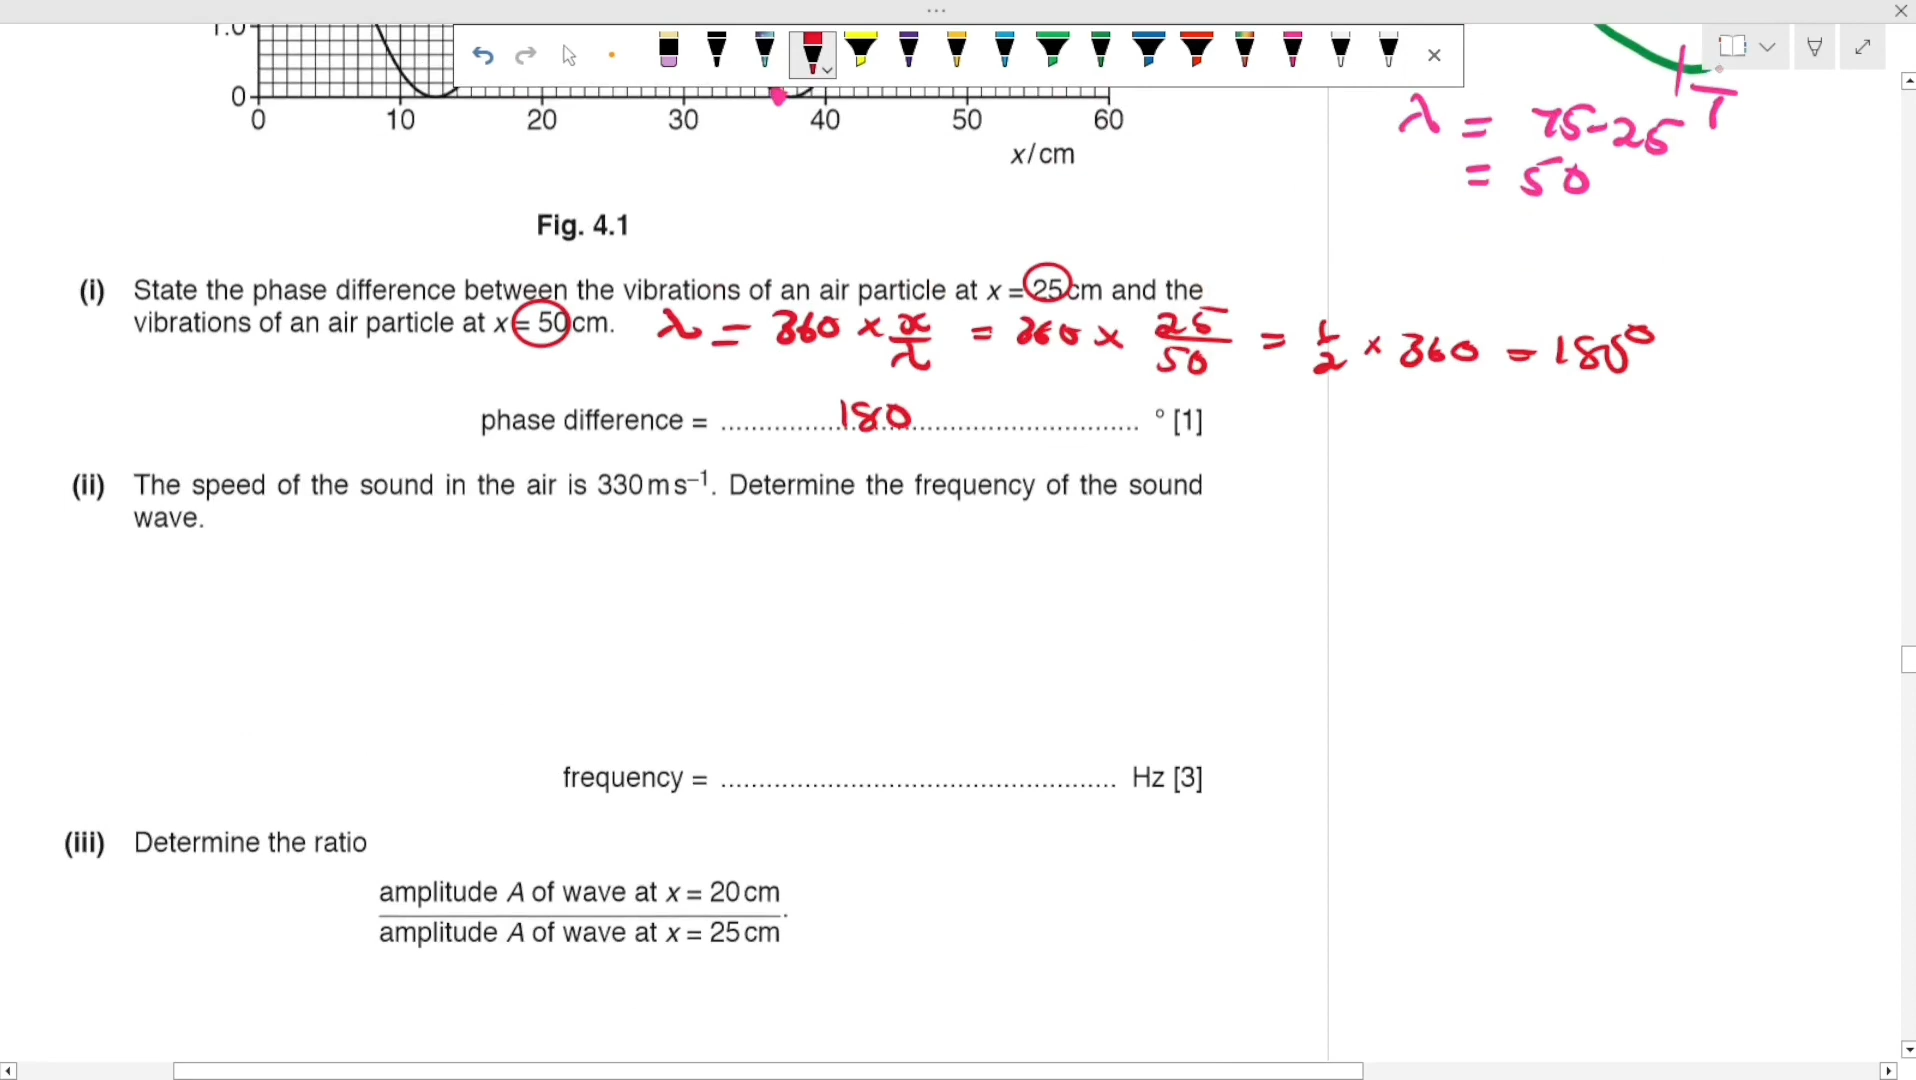 1.0
0
0 10 20 30 40 50 60
x/cm
λ = 75-25
= 50
Fig. 4.1
(i) State the phase difference between the vibrations of an air particle at x = 25 cm and the
vibrations of an air particle at x = 50 cm.
λ = 360 × x/λ = 360 × 25/50 = 1/2 × 360 = 180°
phase difference = ........ 180 ........ ° [1]
(ii) The speed of the sound in the air is 330 m s⁻¹. Determine the frequency of the sound
wave.
frequency = ........ Hz [3]
(iii) Determine the ratio
amplitude A of wave at x = 20 cm
amplitude A of wave at x = 25 cm.